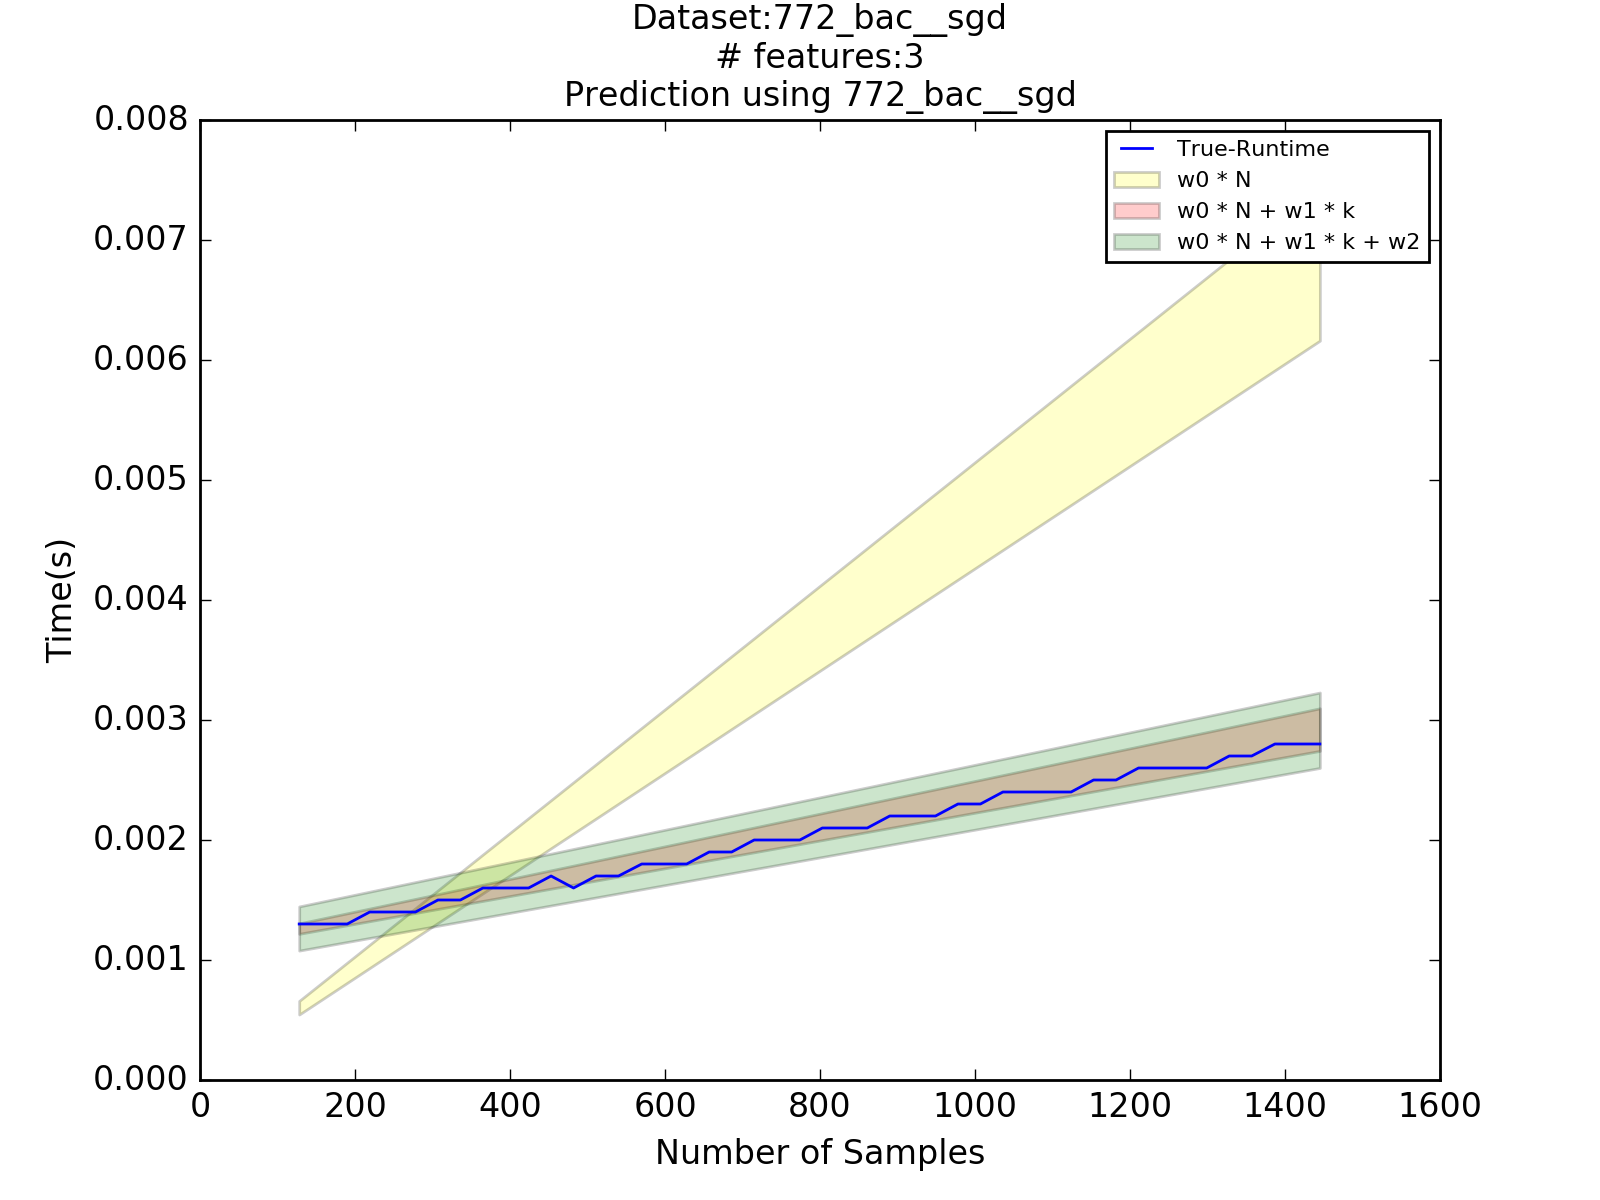 Dataset:772_bac__sgd
# features:3
Prediction using 772_bac__sgd
0.008
0.007
0.006
0.005
0.004
0.003
0.002
0.001
0.000
Time(s)
True-Runtime
w0 * N
w0 * N + w1 * k
w0 * N + w1 * k + w2
0 200 400 600 800 1000 1200 1400 1600
Number of Samples